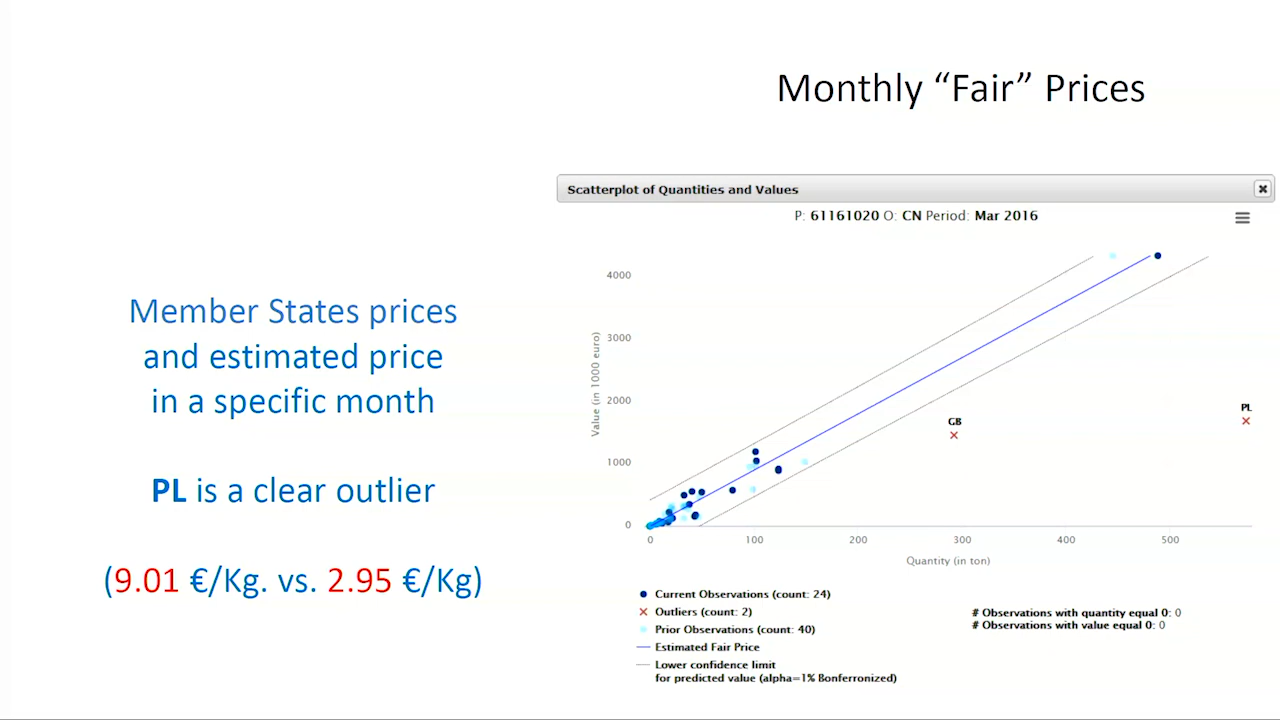 Monthly “Fair” Prices
Member States prices
and estimated price
in a specific month
PL is a clear outlier
(9.01 €/Kg. vs. 2.95 €/Kg)
Scatterplot of Quantities and Values
P: 61161020 O: CN Period: Mar 2016
Value (in 1000 euro)
4000
3000
2000
1000
0
GB
PL
0 100 200 300 400 500
Quantity (in ton)
Current Observations (count: 24)
Outliers (count: 2)
Prior Observations (count: 40)
Estimated Fair Price
Lower confidence limit
for predicted value (alpha=1% Bonferronized)
# Observations with quantity equal 0: 0
# Observations with value equal 0: 0